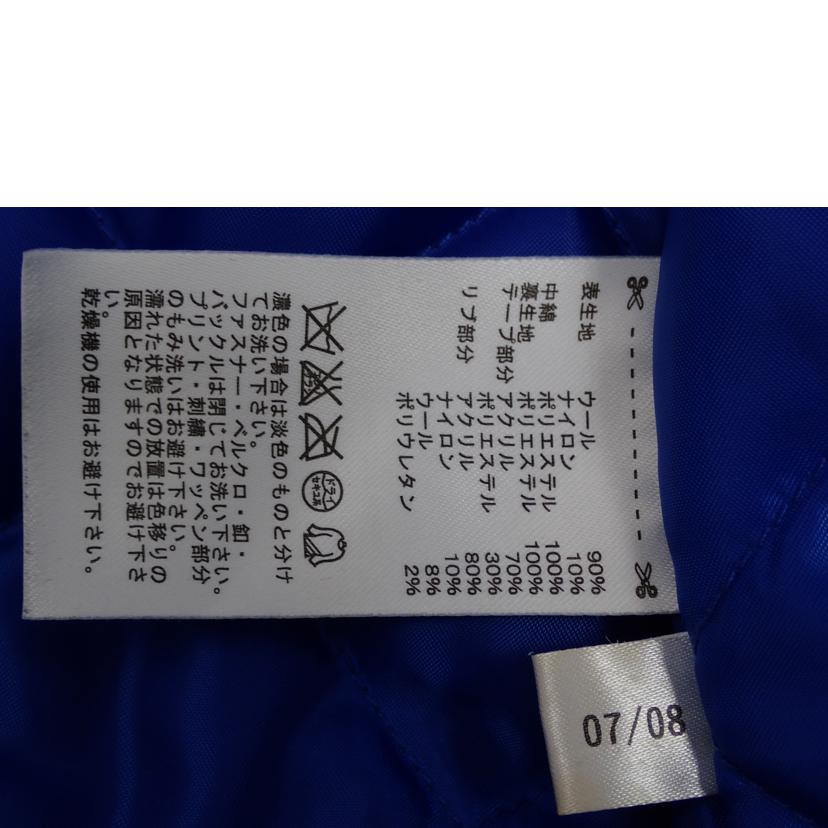 表生地 ウール 90%
ナイロン 10%
中綿 ポリエステル 100%
裏生地 ポリエステル 100%
テープ部分 アクリル 70%
ポリエステル 30%
リブ部分 アクリル 80%
ナイロン 10%
ウール 8%
ポリウレタン 2%
ドライ
セキユ系
濃色の場合は淡色のものと分け
てお洗い下さい。
ファスナー・ベルクロ・釦・
バックルは閉じてお洗い下さい。
プリント・刺繍・ワッペン部分
のもみ洗いはお避け下さい。
濡れた状態での放置は色移りの
原因となりますのでお避け下さ
い。
乾燥機の使用はお避け下さい。
07/08